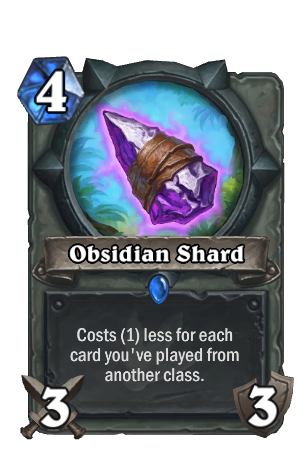 4
Obsidian Shard
Costs (1) less for each
card you've played from
another class.
3
3